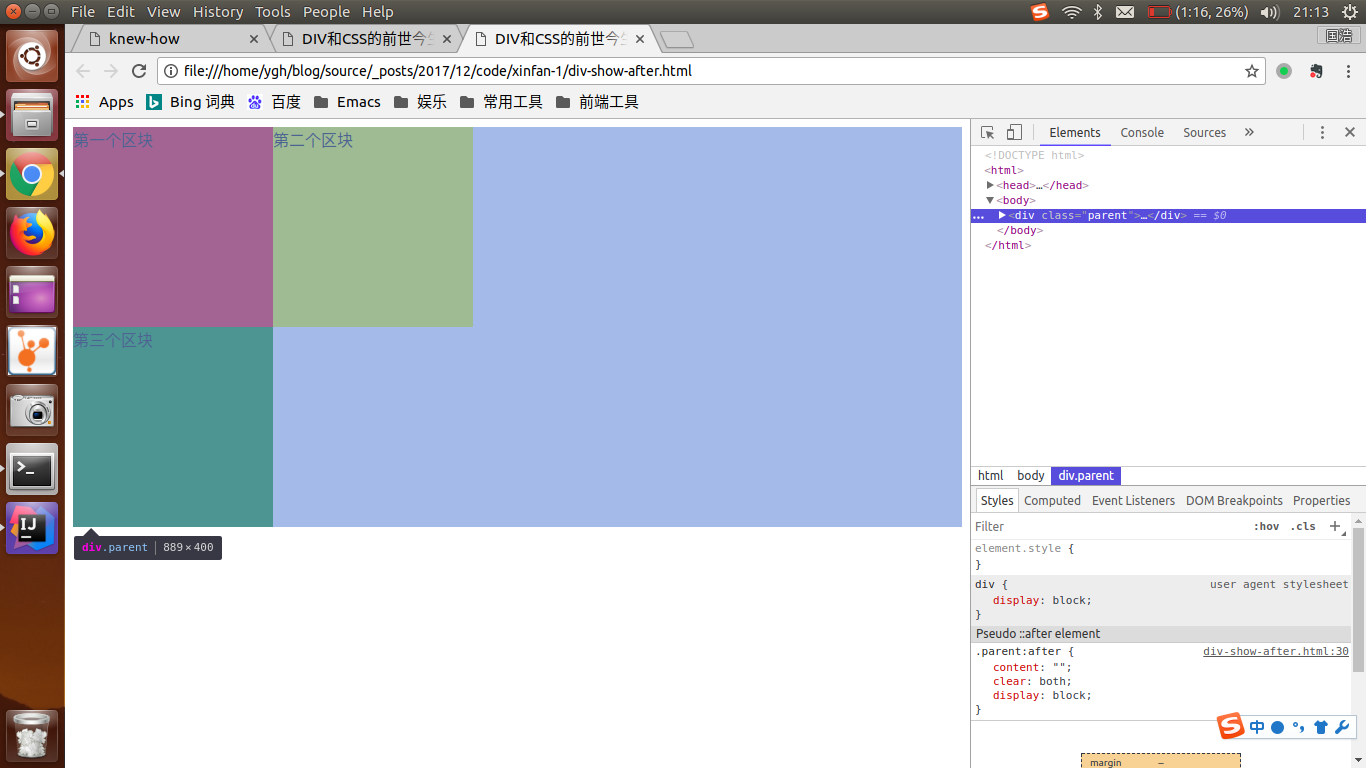 File Edit View History Tools People Help
(1:16, 26%) 21:13
knew-how
DIV和CSS的前世今
DIV和CSS的前世今
国浩
file:///home/ygh/blog/source/_posts/2017/12/code/xinfan-1/div-show-after.html
Apps Bing 词典 百度 Emacs 娱乐 常用工具 前端工具
第一个区块 第二个区块
第三个区块
div.parent 889×400
Elements Console Sources »
<!DOCTYPE html>
<html>
<head>…</head>
<body>
<div class="parent">…</div> == $0
</body>
</html>
html body div.parent
Styles Computed Event Listeners DOM Breakpoints Properties
Filter :hov .cls +
element.style {
}
div { user agent stylesheet
display: block;
}
Pseudo ::after element
.parent:after { div-show-after.html:30
content: "";
clear: both;
display: block;
}
中
margin –